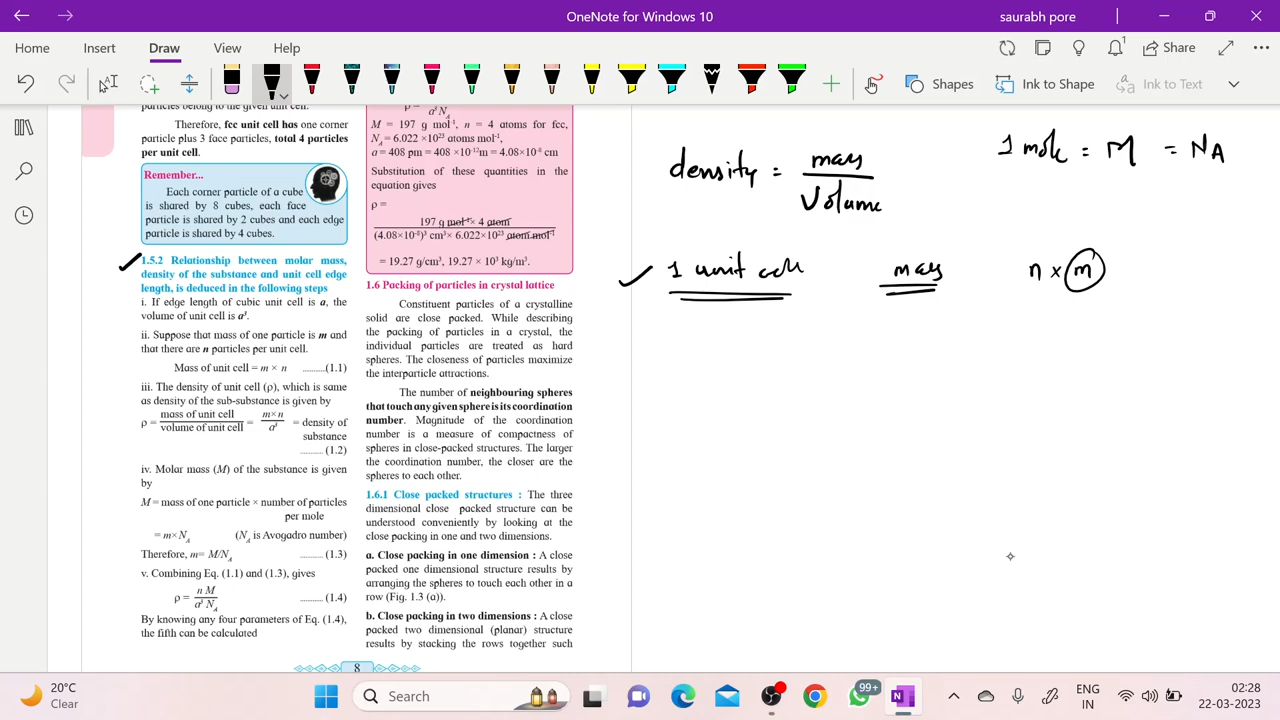 OneNote for Windows 10
saurabh pore
Home Insert Draw View Help
Share
Shapes
Ink to Shape
Ink to Text
particles belong to the given unit cell.
Therefore, fcc unit cell has one corner
particle plus 3 face particles, total 4 particles
per unit cell.
Remember...
Each corner particle of a cube
is shared by 8 cubes, each face
particle is shared by 2 cubes and each edge
particle is shared by 4 cubes.
1.5.2 Relationship between molar mass,
density of the substance and unit cell edge
length, is deduced in the following steps
i. If edge length of cubic unit cell is a, the
volume of unit cell is a³.
ii. Suppose that mass of one particle is m and
that there are n particles per unit cell.
Mass of unit cell = m × n ............(1.1)
iii. The density of unit cell (ρ), which is same
as density of the sub-substance is given by
ρ = mass of unit cell / volume of unit cell = m×n / a³ = density of
substance
............ (1.2)
iv. Molar mass (M) of the substance is given
by
M = mass of one particle × number of particles
per mole
= m×N_A (N_A is Avogadro number)
Therefore, m= M/N_A ............ (1.3)
v. Combining Eq. (1.1) and (1.3), gives
ρ = n M / a³ N_A ............ (1.4)
By knowing any four parameters of Eq. (1.4),
the fifth can be calculated
8
a³ N_A
M = 197 g mol⁻¹, n = 4 atoms for fcc,
N_A = 6.022 ×10²³ atoms mol⁻¹,
a = 408 pm = 408 ×10⁻¹²m = 4.08×10⁻⁸ cm
Substitution of these quantities in the
equation gives
ρ =
197 g mol⁻¹× 4 atom
(4.08×10⁻⁸)³ cm³× 6.022×10²³ atom mol⁻¹
= 19.27 g/cm³, 19.27 × 10³ kg/m³.
1.6 Packing of particles in crystal lattice
Constituent particles of a crystalline
solid are close packed. While describing
the packing of particles in a crystal, the
individual particles are treated as hard
spheres. The closeness of particles maximize
the interparticle attractions.
The number of neighbouring spheres
that touch any given sphere is its coordination
number. Magnitude of the coordination
number is a measure of compactness of
spheres in close-packed structures. The larger
the coordination number, the closer are the
spheres to each other.
1.6.1 Close packed structures : The three
dimensional close packed structure can be
understood conveniently by looking at the
close packing in one and two dimensions.
a. Close packing in one dimension : A close
packed one dimensional structure results by
arranging the spheres to touch each other in a
row (Fig. 1.3 (a)).
b. Close packing in two dimensions : A close
packed two dimensional (planar) structure
results by stacking the rows together such
1 mole = M = NA
density = mass / Volume
1 unit cell mass n × m
20°C
Clear
Search
99+
ENG
IN
02:28
22-03-2023